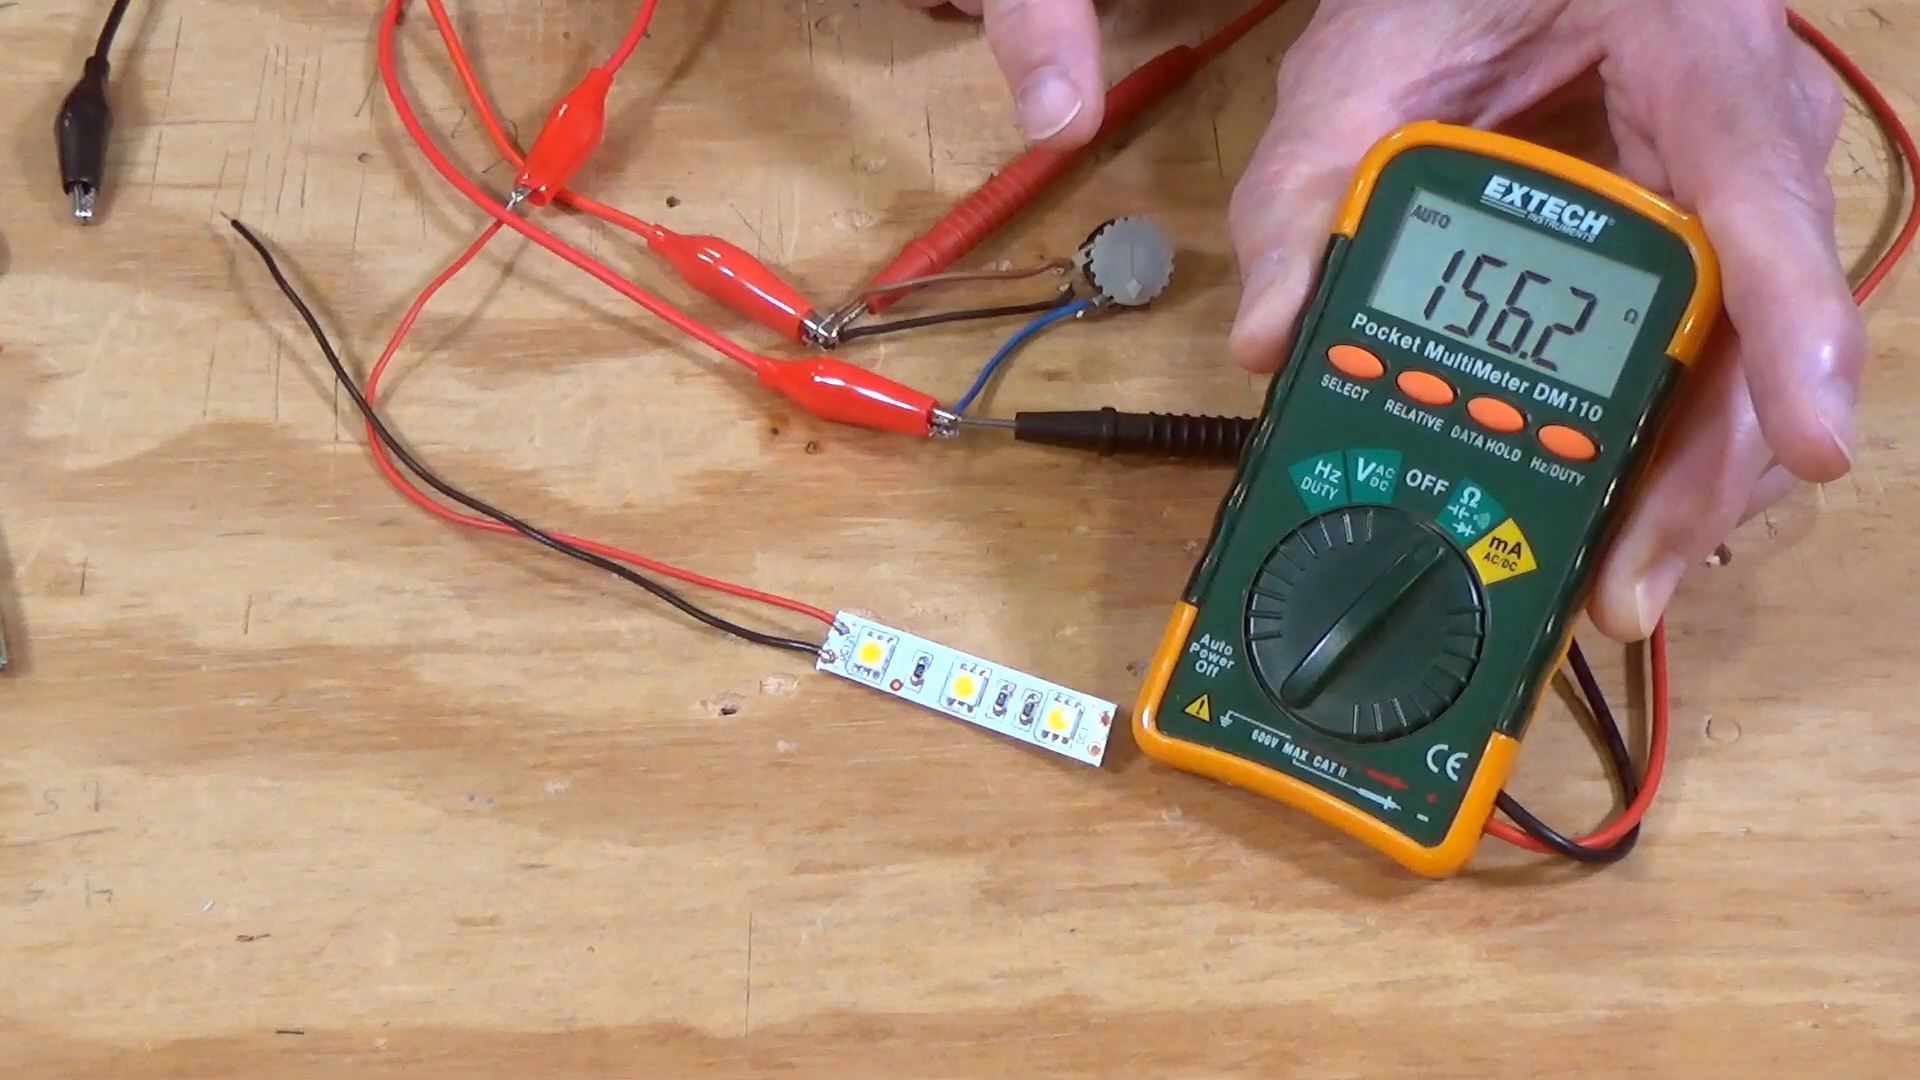 EXTECH
INSTRUMENTS
AUTO
156.2 Ω
Pocket MultiMeter DM110
SELECT RELATIVE DATA HOLD Hz/DUTY
Hz DUTY
V AC DC
OFF
Ω
mA AC/DC
Auto
Power
Off
600V MAX CAT II
CE
+
-